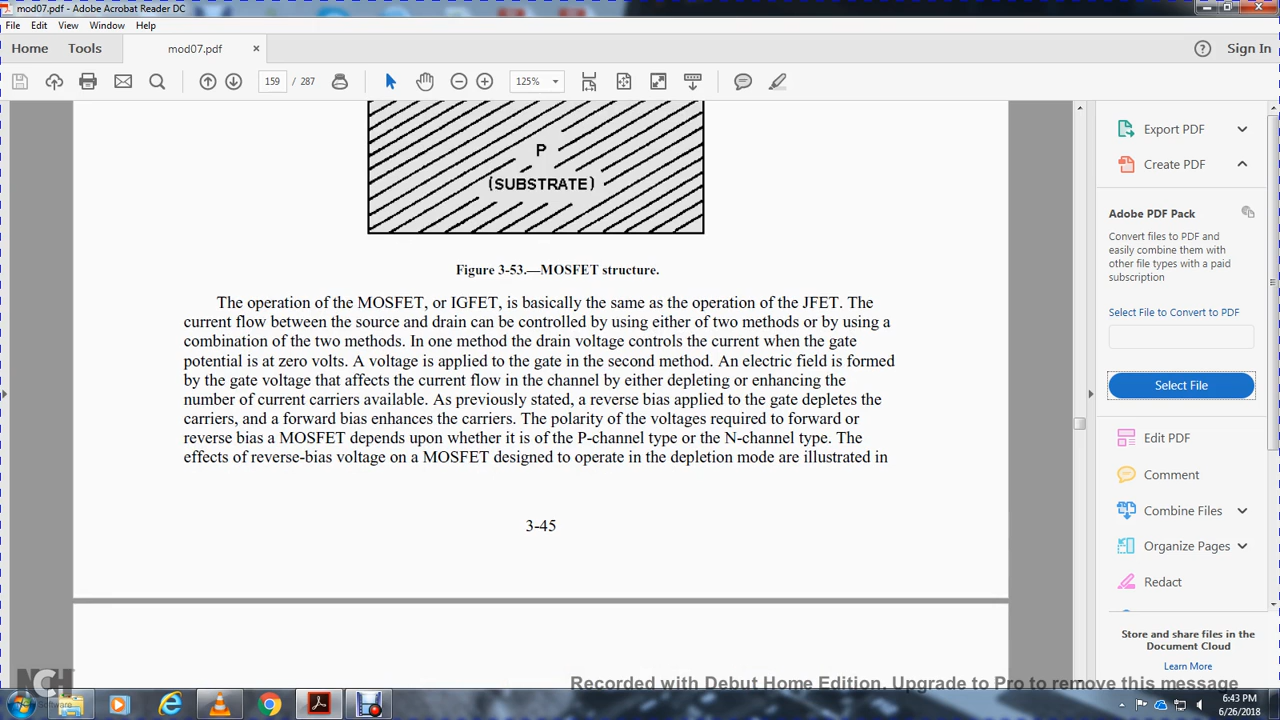 mod07.pdf - Adobe Acrobat Reader DC
File Edit View Window Help
Home Tools mod07.pdf × Sign In
159 / 287 125%
P
(SUBSTRATE)
Figure 3-53.—MOSFET structure.
The operation of the MOSFET, or IGFET, is basically the same as the operation of the JFET. The
current flow between the source and drain can be controlled by using either of two methods or by using a
combination of the two methods. In one method the drain voltage controls the current when the gate
potential is at zero volts. A voltage is applied to the gate in the second method. An electric field is formed
by the gate voltage that affects the current flow in the channel by either depleting or enhancing the
number of current carriers available. As previously stated, a reverse bias applied to the gate depletes the
carriers, and a forward bias enhances the carriers. The polarity of the voltages required to forward or
reverse bias a MOSFET depends upon whether it is of the P-channel type or the N-channel type. The
effects of reverse-bias voltage on a MOSFET designed to operate in the depletion mode are illustrated in
3-45
Export PDF
Create PDF
Adobe PDF Pack
Convert files to PDF and
easily combine them with
other file types with a paid
subscription
Select File to Convert to PDF
Select File
Edit PDF
Comment
Combine Files
Organize Pages
Redact
Store and share files in the
Document Cloud
Learn More
NCH
Software
Recorded with Debut Home Edition. Upgrade to Pro to remove this message
6:43 PM
6/26/2018